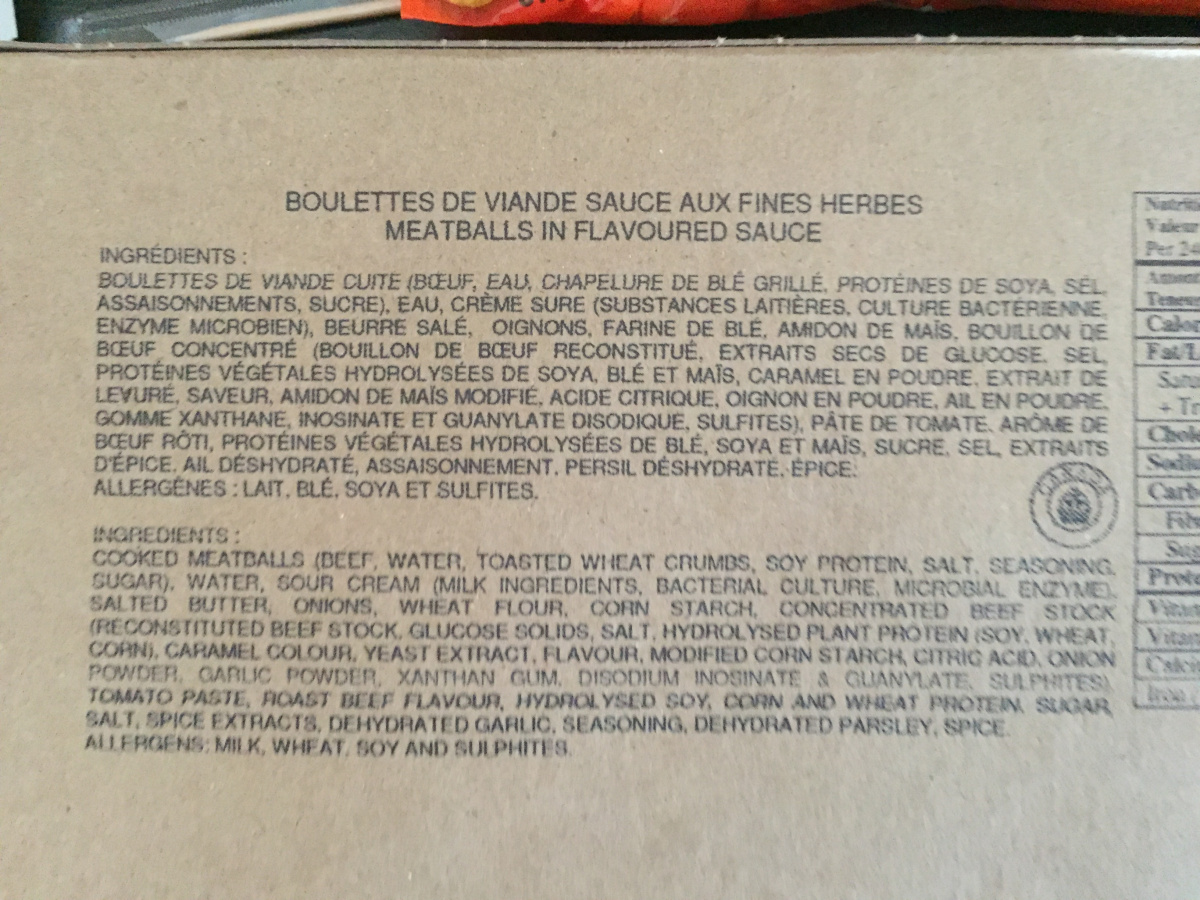 BOULETTES DE VIANDE SAUCE AUX FINES HERBES
MEATBALLS IN FLAVOURED SAUCE
INGRÉDIENTS :
BOULETTES DE VIANDE CUITE (BŒUF, EAU, CHAPELURE DE BLÉ GRILLÉ, PROTÉINES DE SOYA, SEL,
ASSAISONNEMENTS, SUCRE), EAU, CRÈME SURE (SUBSTANCES LAITIÈRES, CULTURE BACTÉRIENNE,
ENZYME MICROBIEN), BEURRE SALÉ, OIGNONS, FARINE DE BLÉ, AMIDON DE MAÏS, BOUILLON DE
BŒUF CONCENTRÉ (BOUILLON DE BŒUF RECONSTITUÉ, EXTRAITS SECS DE GLUCOSE, SEL,
PROTÉINES VÉGÉTALES HYDROLYSÉES DE SOYA, BLÉ ET MAÏS, CARAMEL EN POUDRE, EXTRAIT DE
LEVURE, SAVEUR, AMIDON DE MAÏS MODIFIÉ, ACIDE CITRIQUE, OIGNON EN POUDRE, AIL EN POUDRE,
GOMME XANTHANE, INOSINATE ET GUANYLATE DISODIQUE, SULFITES), PÂTE DE TOMATE, ARÔME DE
BŒUF RÔTI, PROTÉINES VÉGÉTALES HYDROLYSÉES DE BLÉ, SOYA ET MAÏS, SUCRE, SEL, EXTRAITS
D'ÉPICE, AIL DÉSHYDRATÉ, ASSAISONNEMENT, PERSIL DÉSHYDRATÉ, ÉPICE.
ALLERGÈNES : LAIT, BLÉ, SOYA ET SULFITES.
CANADA
INGREDIENTS :
COOKED MEATBALLS (BEEF, WATER, TOASTED WHEAT CRUMBS, SOY PROTEIN, SALT, SEASONING,
SUGAR), WATER, SOUR CREAM (MILK INGREDIENTS, BACTERIAL CULTURE, MICROBIAL ENZYME),
SALTED BUTTER, ONIONS, WHEAT FLOUR, CORN STARCH, CONCENTRATED BEEF STOCK
(RECONSTITUTED BEEF STOCK, GLUCOSE SOLIDS, SALT, HYDROLYSED PLANT PROTEIN (SOY, WHEAT,
CORN), CARAMEL COLOUR, YEAST EXTRACT, FLAVOUR, MODIFIED CORN STARCH, CITRIC ACID, ONION
POWDER, GARLIC POWDER, XANTHAN GUM, DISODIUM INOSINATE & GUANYLATE, SULPHITES),
TOMATO PASTE, ROAST BEEF FLAVOUR, HYDROLYSED SOY, CORN AND WHEAT PROTEIN, SUGAR,
SALT, SPICE EXTRACTS, DEHYDRATED GARLIC, SEASONING, DEHYDRATED PARSLEY, SPICE.
ALLERGENS: MILK, WHEAT, SOY AND SULPHITES.
Valeur
Per
Fat/L
+ Tr